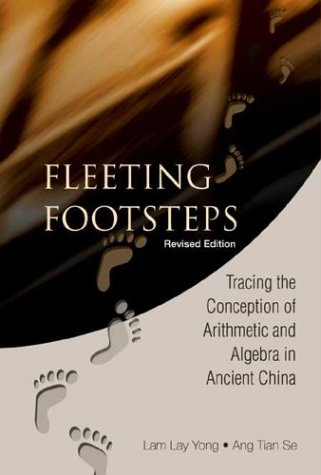 FLEETING
FOOTSTEPS
Revised Edition
Tracing the
Conception of
Arithmetic and
Algebra in
Ancient China
Lam Lay Yong • Ang Tian Se